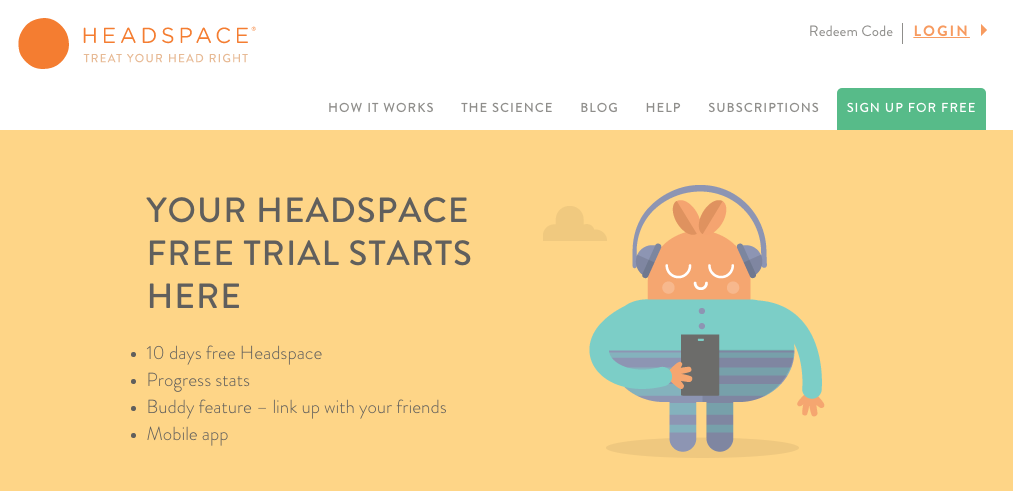 HEADSPACE®
TREAT YOUR HEAD RIGHT
Redeem Code
LOGIN
HOW IT WORKS
THE SCIENCE
BLOG
HELP
SUBSCRIPTIONS
SIGN UP FOR FREE
YOUR HEADSPACE
FREE TRIAL STARTS
HERE
• 10 days free Headspace
• Progress stats
• Buddy feature – link up with your friends
• Mobile app